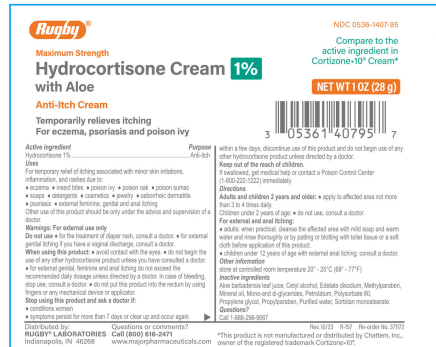 Rugby®
NDC 0536-1407-95
Compare to the
active ingredient in
Cortizone•10® Cream*
Maximum Strength
Hydrocortisone Cream 1%
with Aloe
NET WT 1 OZ (28 g)
Anti-Itch Cream
Temporarily relieves itching
For eczema, psoriasis and poison ivy
3 05361 40795 7
Active ingredient Purpose
Hydrocortisone 1% Anti-Itch
Uses
For temporary relief of itching associated with minor skin irritations,
inflammation, and rashes due to:
• eczema • insect bites • poison ivy • poison oak • poison sumac
• soaps • detergents • cosmetics • jewelry • seborrheic dermatitis
• psoriasis • external feminine, genital and anal itching
Other use of this product should be only under the advice and supervision of a
doctor.
Warnings: For external use only
Do not use • for the treatment of diaper rash, consult a doctor. • for external
genital itching if you have a vaginal discharge, consult a doctor.
When using this product: • avoid contact with the eyes. • do not begin the
use of any other hydrocortisone product unless you have consulted a doctor.
• for external genital, feminine and anal itching do not exceed the
recommended daily dosage unless directed by a doctor. In case of bleeding,
stop use, consult a doctor. • do not put this product into the rectum by using
fingers or any mechanical device or applicator.
Stop using this product and ask a doctor if:
• conditions worsen
• symptoms persist for more than 7 days or clear up and occur again
within a few days, discontinue use of this product and do not begin use of any
other hydrocortisone product unless directed by a doctor.
Keep out of the reach of children.
If swallowed, get medical help or contact a Poison Control Center
(1-800-222-1222) immediately.
Directions
Adults and children 2 years and older: • apply to affected area not more
than 3 to 4 times daily.
Children under 2 years of age: • do not use, consult a doctor.
For external and anal itching:
• adults: when practical, cleanse the affected area with mild soap and warm
water and rinse thoroughly or by patting or blotting with toilet tissue or a soft
cloth before application of this product.
• children under 12 years of age with external anal itching: consult a doctor.
Other information
store at controlled room temperature 20° - 25°C (68° - 77°F)
Inactive ingredients
Aloe barbadensis leaf juice, Cetyl alcohol, Edetate disodium, Methylparaben,
Mineral oil, Mono-and di-glycerides, Petrolatum, Polysorbate 60,
Propylene glycol, Propylparaben, Purified water, Sorbitan monostearate.
Questions?
Call 1-888-296-9067
Distributed by:
RUGBY® LABORATORIES
Indianapolis, IN 46268
Questions or comments?
Call (800) 616-2471
www.majorpharmaceuticals.com
Rev. 10/23 R-157 Re-order No. 371172
*This product is not manufactured or distributed by Chattem, Inc.,
owner of the registered trademark Cortizone•10®.